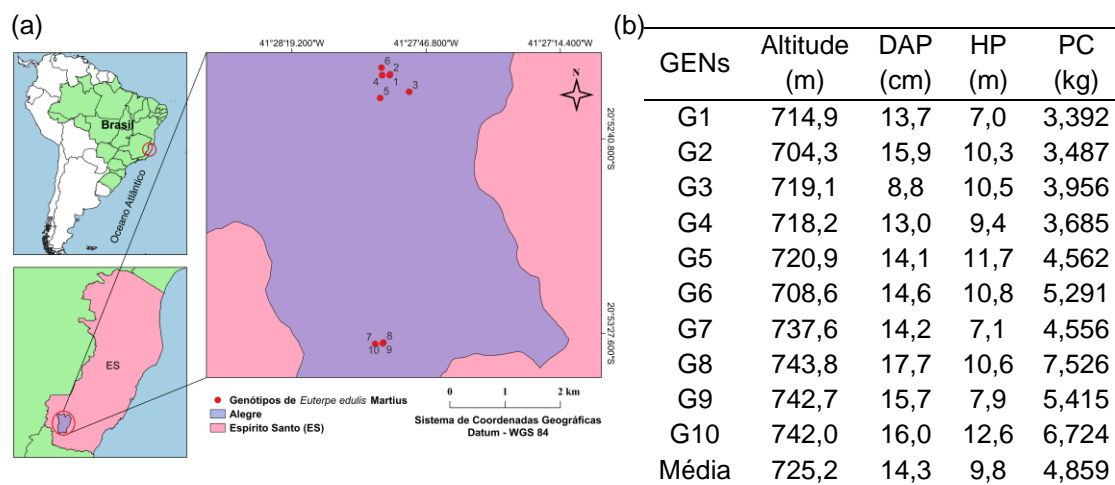 (a)
41°28'19.200"W 41°27'46.800"W 41°27'14.400"W
Brasil
Oceano Atlântico
6
2
4
1
3
5
N
20°52'40.800"S
ES
7 8
10 9
20°53'27.600"S
Genótipos de Euterpe edulis Martius
Alegre
Espírito Santo (ES)
0 1 2 km
Sistema de Coordenadas Geográficas
Datum - WGS 84
(b)
GENs Altitude (m) DAP (cm) HP (m) PC (kg)
G1 714,9 13,7 7,0 3,392
G2 704,3 15,9 10,3 3,487
G3 719,1 8,8 10,5 3,956
G4 718,2 13,0 9,4 3,685
G5 720,9 14,1 11,7 4,562
G6 708,6 14,6 10,8 5,291
G7 737,6 14,2 7,1 4,556
G8 743,8 17,7 10,6 7,526
G9 742,7 15,7 7,9 5,415
G10 742,0 16,0 12,6 6,724
Média 725,2 14,3 9,8 4,859